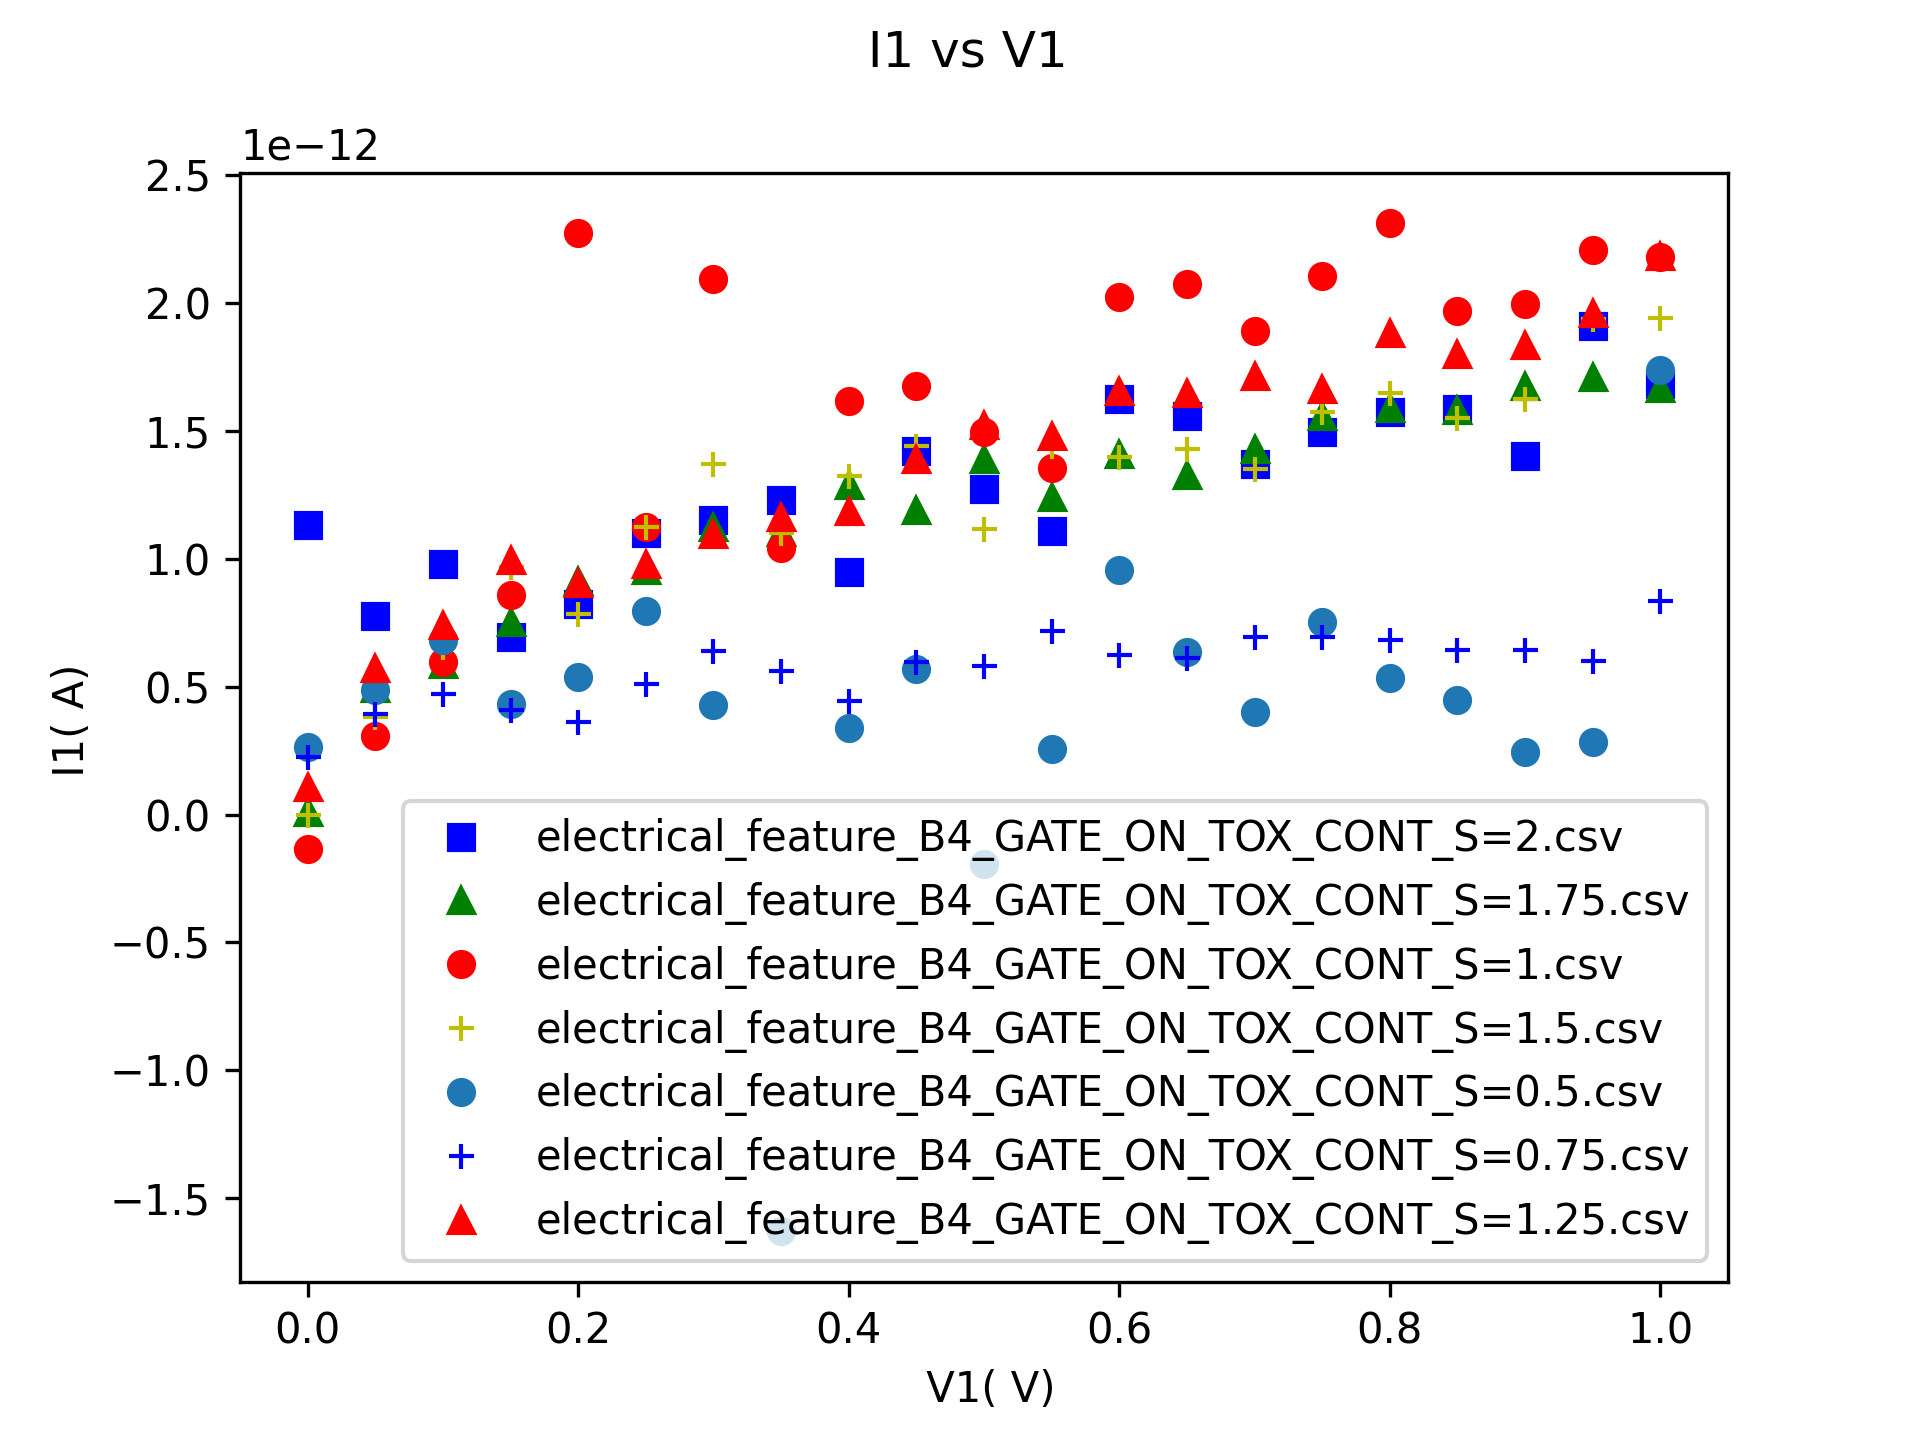 I1 vs V1
1e−12
2.5
2.0
1.5
1.0
0.5
0.0
−0.5
−1.0
−1.5
I1( A)
electrical_feature_B4_GATE_ON_TOX_CONT_S=2.csv
electrical_feature_B4_GATE_ON_TOX_CONT_S=1.75.csv
electrical_feature_B4_GATE_ON_TOX_CONT_S=1.csv
electrical_feature_B4_GATE_ON_TOX_CONT_S=1.5.csv
electrical_feature_B4_GATE_ON_TOX_CONT_S=0.5.csv
electrical_feature_B4_GATE_ON_TOX_CONT_S=0.75.csv
electrical_feature_B4_GATE_ON_TOX_CONT_S=1.25.csv
0.0 0.2 0.4 0.6 0.8 1.0
V1( V)